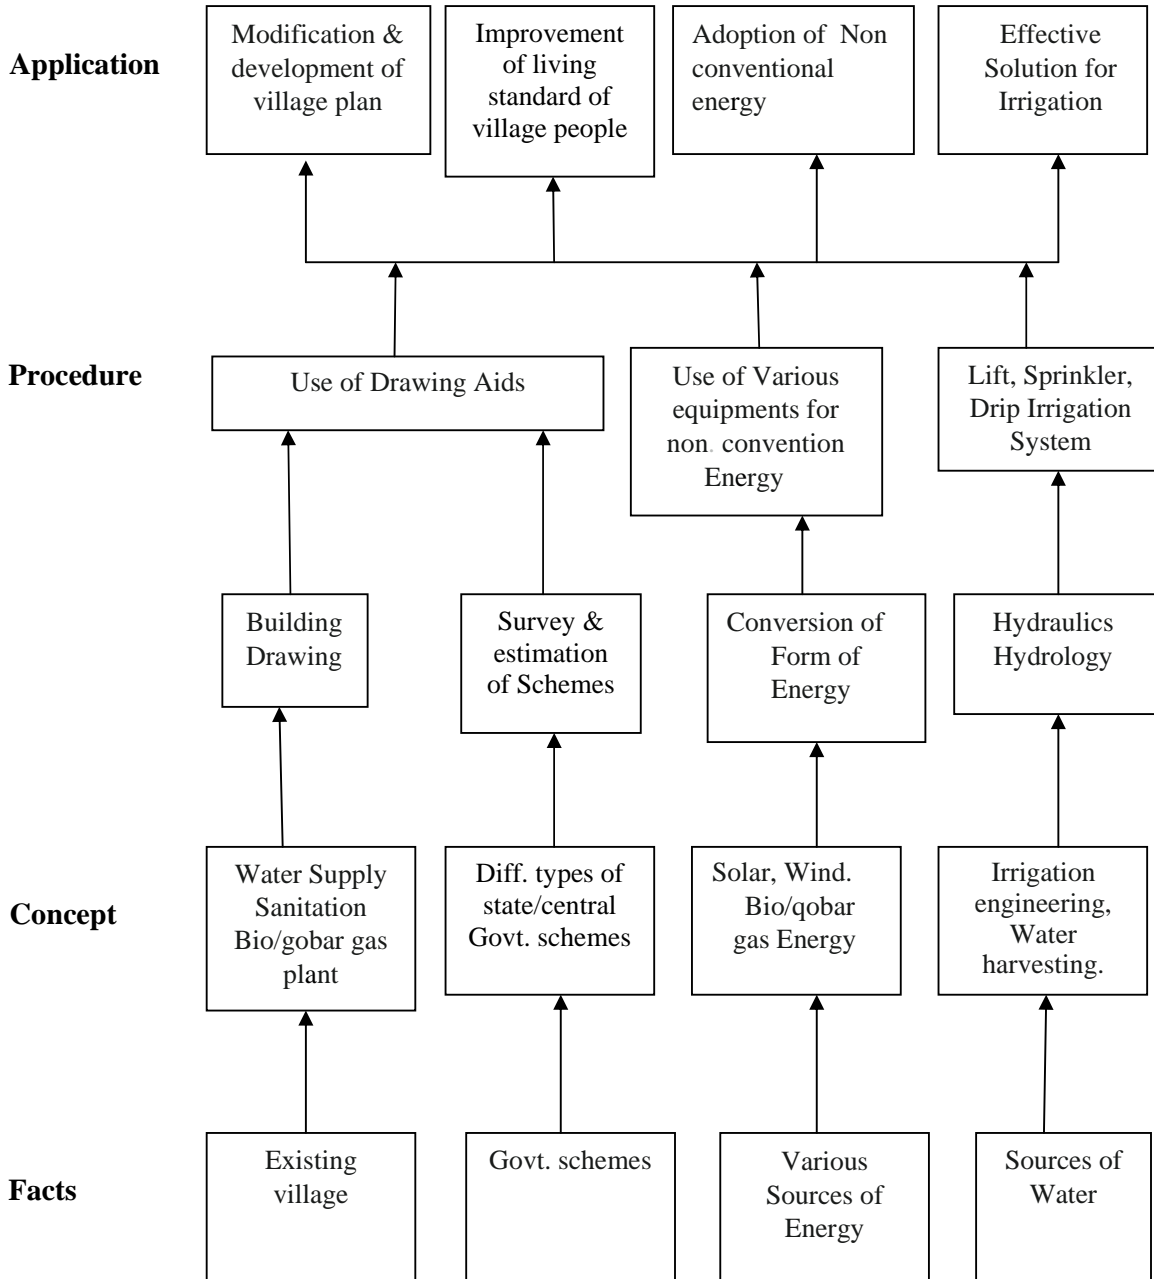 Application
Modification &
development of
village plan
Improvement
of living
standard of
village people
Adoption of Non
conventional
energy
Effective
Solution for
Irrigation
Procedure
Use of Drawing Aids
Use of Various
equipments for
non. convention
Energy
Lift, Sprinkler,
Drip Irrigation
System
Building
Drawing
Survey &
estimation
of Schemes
Conversion of
Form of
Energy
Hydraulics
Hydrology
Concept
Water Supply
Sanitation
Bio/gobar gas
plant
Diff. types of
state/central
Govt. schemes
Solar, Wind.
Bio/qobar
gas Energy
Irrigation
engineering,
Water
harvesting.
Facts
Existing
village
Govt. schemes
Various
Sources of
Energy
Sources of
Water